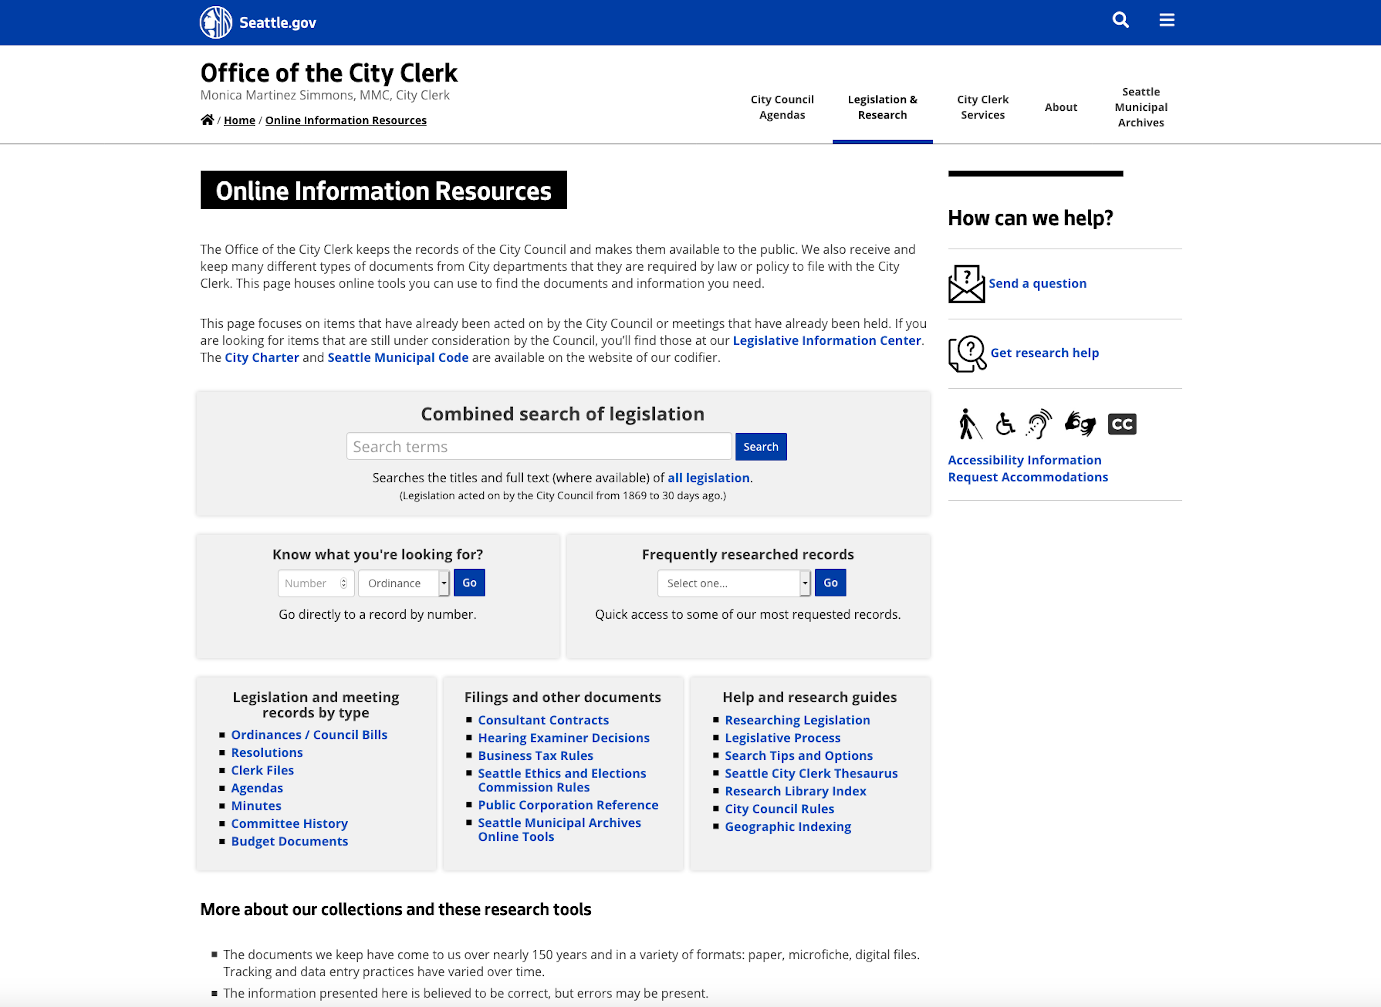 Seattle.gov
Office of the City Clerk
Monica Martinez Simmons, MMC, City Clerk
/ Home / Online Information Resources
City Council
Agendas
Legislation &
Research
City Clerk
Services
About
Seattle
Municipal
Archives
Online Information Resources
The Office of the City Clerk keeps the records of the City Council and makes them available to the public. We also receive and
keep many different types of documents from City departments that they are required by law or policy to file with the City
Clerk. This page houses online tools you can use to find the documents and information you need.
This page focuses on items that have already been acted on by the City Council or meetings that have already been held. If you
are looking for items that are still under consideration by the Council, you'll find those at our Legislative Information Center.
The City Charter and Seattle Municipal Code are available on the website of our codifier.
Combined search of legislation
Search terms
Search
Searches the titles and full text (where available) of all legislation.
(Legislation acted on by the City Council from 1869 to 30 days ago.)
Know what you're looking for?
Number
Ordinance
Go
Go directly to a record by number.
Frequently researched records
Select one...
Go
Quick access to some of our most requested records.
Legislation and meeting
records by type
Ordinances / Council Bills
Resolutions
Clerk Files
Agendas
Minutes
Committee History
Budget Documents
Filings and other documents
Consultant Contracts
Hearing Examiner Decisions
Business Tax Rules
Seattle Ethics and Elections
Commission Rules
Public Corporation Reference
Seattle Municipal Archives
Online Tools
Help and research guides
Researching Legislation
Legislative Process
Search Tips and Options
Seattle City Clerk Thesaurus
Research Library Index
City Council Rules
Geographic Indexing
More about our collections and these research tools
The documents we keep have come to us over nearly 150 years and in a variety of formats: paper, microfiche, digital files.
Tracking and data entry practices have varied over time.
The information presented here is believed to be correct, but errors may be present.
How can we help?
Send a question
Get research help
CC
Accessibility Information
Request Accommodations